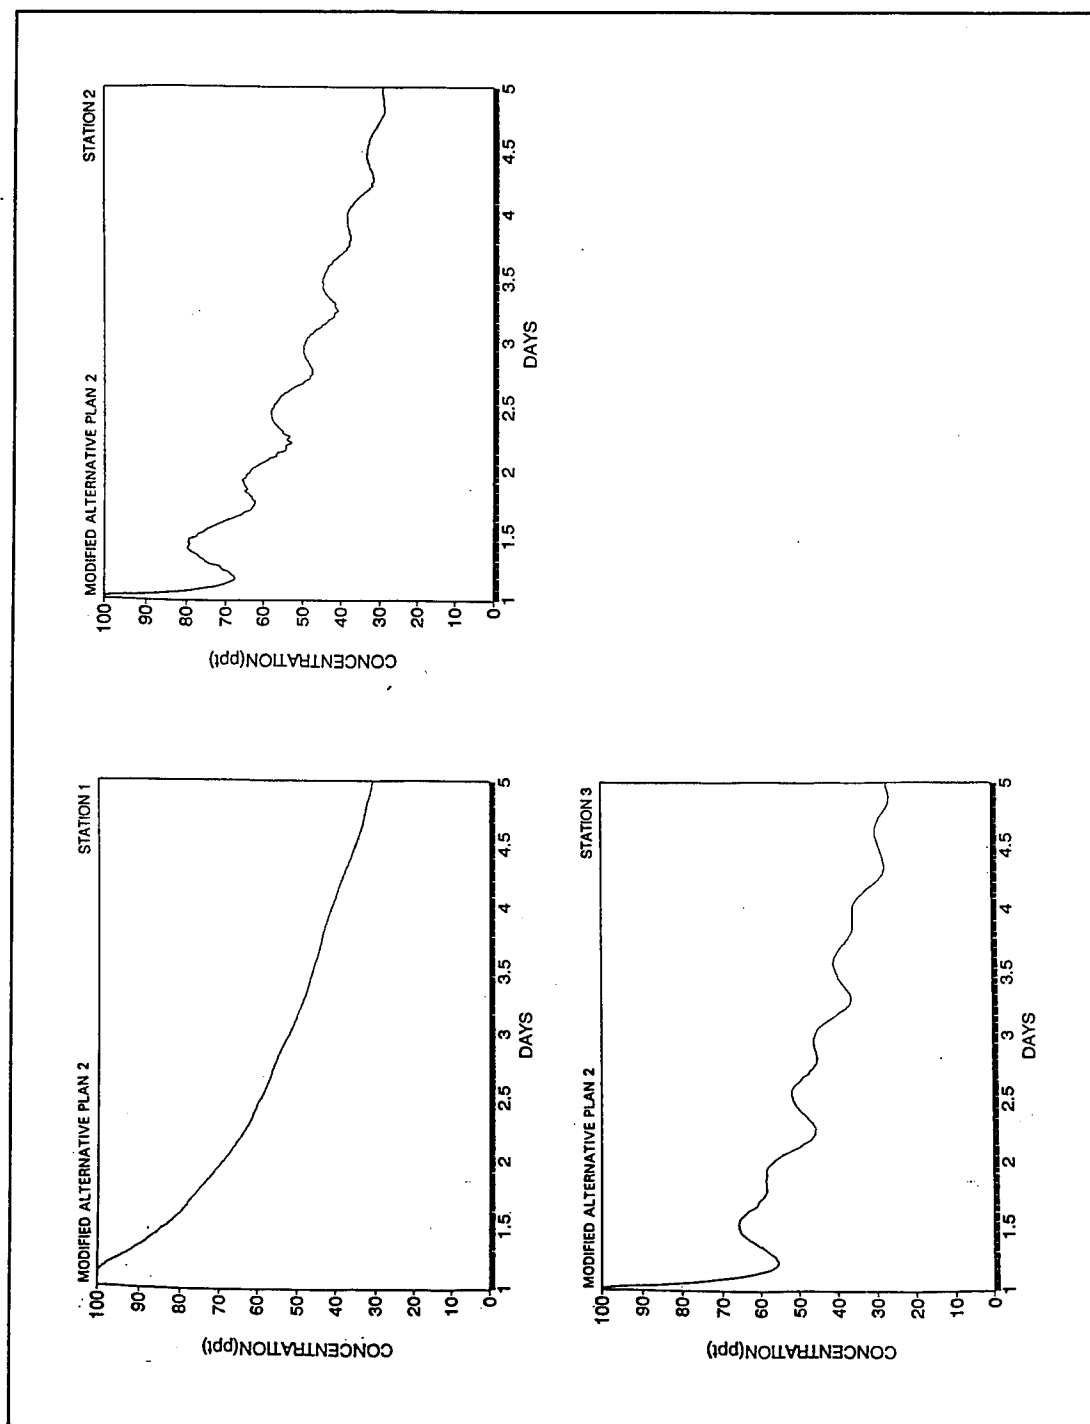 MODIFIED ALTERNATIVE PLAN 2 STATION 1
CONCENTRATION(ppt)
100
90
80
70
60
50
40
30
20
10
0
1 1.5 2 2.5 3 3.5 4 4.5 5
DAYS
MODIFIED ALTERNATIVE PLAN 2 STATION 2
CONCENTRATION(ppt)
100
90
80
70
60
50
40
30
20
10
0
1 1.5 2 2.5 3 3.5 4 4.5 5
DAYS
MODIFIED ALTERNATIVE PLAN 2 STATION 3
CONCENTRATION(ppt)
100
90
80
70
60
50
40
30
20
10
0
1 1.5 2 2.5 3 3.5 4 4.5 5
DAYS